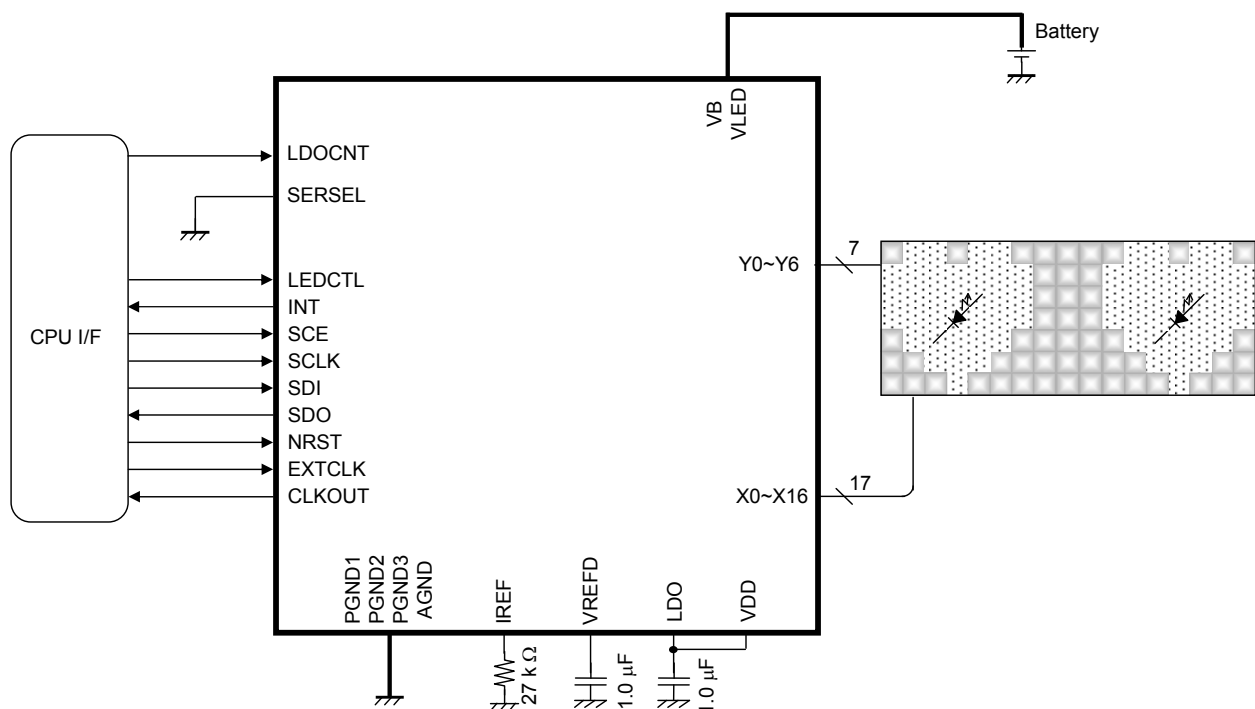 Battery
VB
VLED
LDOCNT
SERSEL
LEDCTL
INT
SCE
SCLK
SDI
SDO
NRST
EXTCLK
CLKOUT
CPU I/F
Y0~Y6
7
X0~X16
17
PGND1
PGND2
PGND3
AGND
IREF
VREFD
LDO
VDD
27 k Ω
1.0 µF
1.0 µF